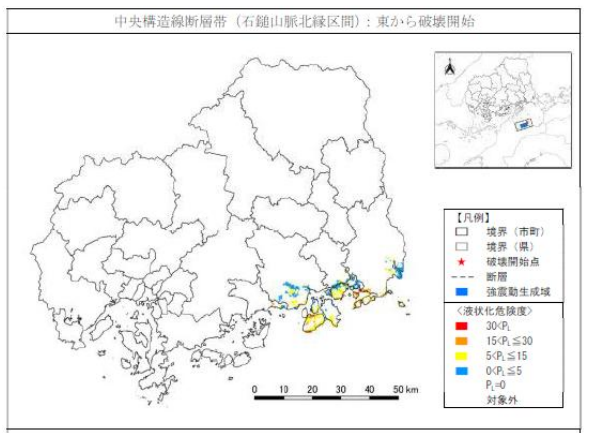 中央構造線断層帯（石鎚山脈北縁区間）：東から破壊開始
N
【凡例】
境界（市町）
境界（県）
破壊開始点
断層
強震動生成域
<液状化危険度>
30<PL
15<PL≦30
5<PL≦15
0<PL≦5
PL=0
対象外
0 10 20 30 40 50 km